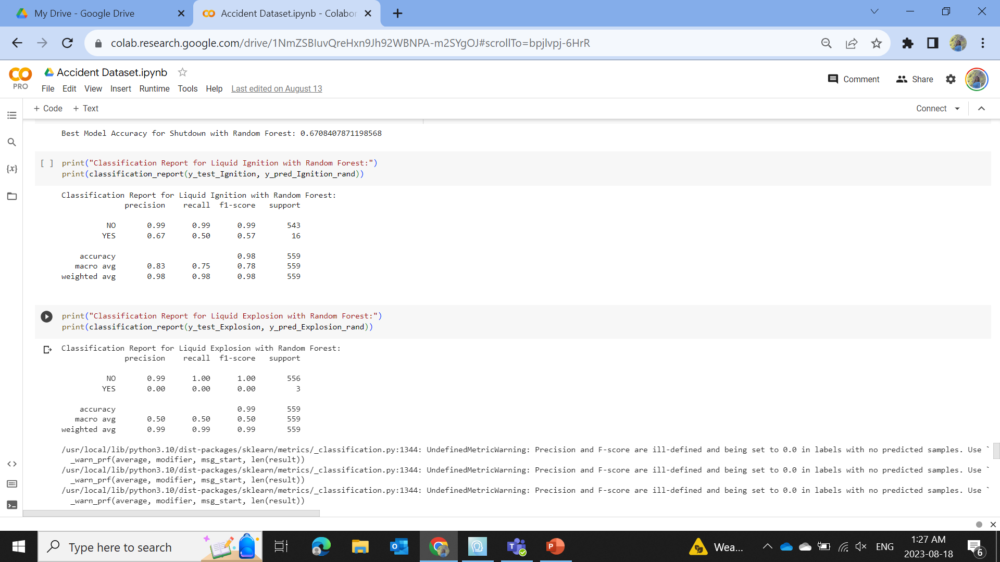 My Drive - Google Drive
Accident Dataset.ipynb - Colabor
colab.research.google.com/drive/1NmZSBIuvQreHxn9Jh92WBNPA-m2SYgOJ#scrollTo=bpjlvpj-6HrR
CO
PRO
Accident Dataset.ipynb
Comment
Share
File Edit View Insert Runtime Tools Help Last edited on August 13
+ Code + Text
Connect
Best Model Accuracy for Shutdown with Random Forest: 0.6708407871198568
[ ] print("Classification Report for Liquid Ignition with Random Forest:")
{x}
print(classification_report(y_test_Ignition, y_pred_Ignition_rand))
Classification Report for Liquid Ignition with Random Forest:
precision recall f1-score support
NO 0.99 0.99 0.99 543
YES 0.67 0.50 0.57 16
accuracy 0.98 559
macro avg 0.83 0.75 0.78 559
weighted avg 0.98 0.98 0.98 559
print("Classification Report for Liquid Explosion with Random Forest:")
print(classification_report(y_test_Explosion, y_pred_Explosion_rand))
Classification Report for Liquid Explosion with Random Forest:
precision recall f1-score support
NO 0.99 1.00 1.00 556
YES 0.00 0.00 0.00 3
accuracy 0.99 559
macro avg 0.50 0.50 0.50 559
weighted avg 0.99 0.99 0.99 559
/usr/local/lib/python3.10/dist-packages/sklearn/metrics/_classification.py:1344: UndefinedMetricWarning: Precision and F-score are ill-defined and being set to 0.0 in labels with no predicted samples. Use `
_warn_prf(average, modifier, msg_start, len(result))
/usr/local/lib/python3.10/dist-packages/sklearn/metrics/_classification.py:1344: UndefinedMetricWarning: Precision and F-score are ill-defined and being set to 0.0 in labels with no predicted samples. Use `
_warn_prf(average, modifier, msg_start, len(result))
/usr/local/lib/python3.10/dist-packages/sklearn/metrics/_classification.py:1344: UndefinedMetricWarning: Precision and F-score are ill-defined and being set to 0.0 in labels with no predicted samples. Use `
_warn_prf(average, modifier, msg_start, len(result))
Type here to search
Wea...
ENG
1:27 AM
2023-08-18
6